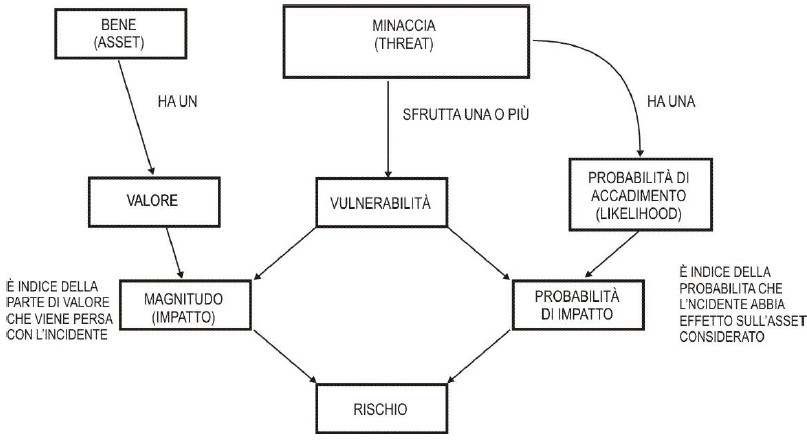 BENE
(ASSET)
MINACCIA
(THREAT)
HA UN
SFRUTTA UNA O PIÙ
HA UNA
VALORE
VULNERABILITÀ
PROBABILITÀ DI
ACCADIMENTO
(LIKELIHOOD)
È INDICE DELLA
PARTE DI VALORE
CHE VIENE PERSA
CON L'INCIDENTE
MAGNITUDO
(IMPATTO)
PROBABILITÀ
DI IMPATTO
È INDICE DELLA
PROBABILITA CHE
L'NCIDENTE ABBIA
EFFETTO SULL'ASSET
CONSIDERATO
RISCHIO